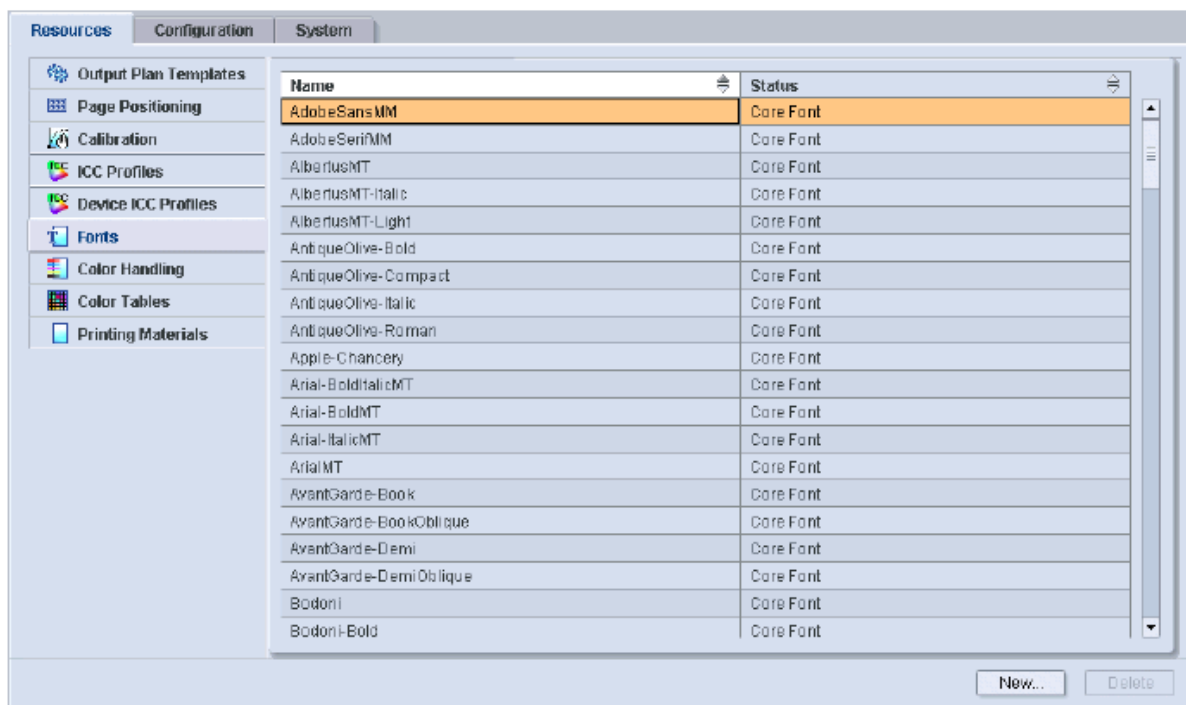 Resources Configuration System
Output Plan Templates
Page Positioning
Calibration
ICC Profiles
Device ICC Profiles
Fonts
Color Handling
Color Tables
Printing Materials
Name Status
AdobeSansMM Core Font
AdobeSerifMM Core Font
AlbertusMT Core Font
AlbertusMT-Italic Core Font
AlbertusMT-Light Core Font
AntiqueOlive-Bold Core Font
AntiqueOlive-Compact Core Font
AntiqueOlive-Italic Core Font
AntiqueOlive-Roman Core Font
Apple-Chancery Core Font
Arial-BoldItalicMT Core Font
Arial-BoldMT Core Font
Arial-ItalicMT Core Font
ArialMT Core Font
AvantGarde-Book Core Font
AvantGarde-BookOblique Core Font
AvantGarde-Demi Core Font
AvantGarde-DemiOblique Core Font
Bodoni Core Font
Bodoni-Bold Core Font
New... Delete